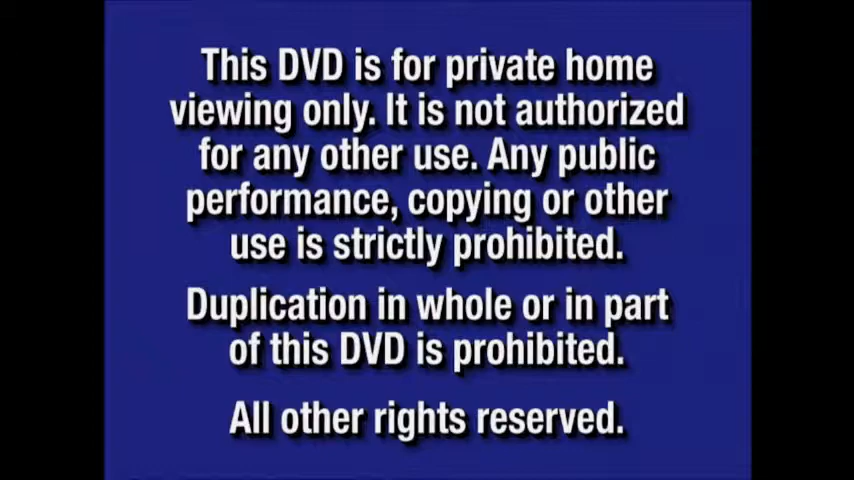 This DVD is for private home
viewing only. It is not authorized
for any other use. Any public
performance, copying or other
use is strictly prohibited.
Duplication in whole or in part
of this DVD is prohibited.
All other rights reserved.